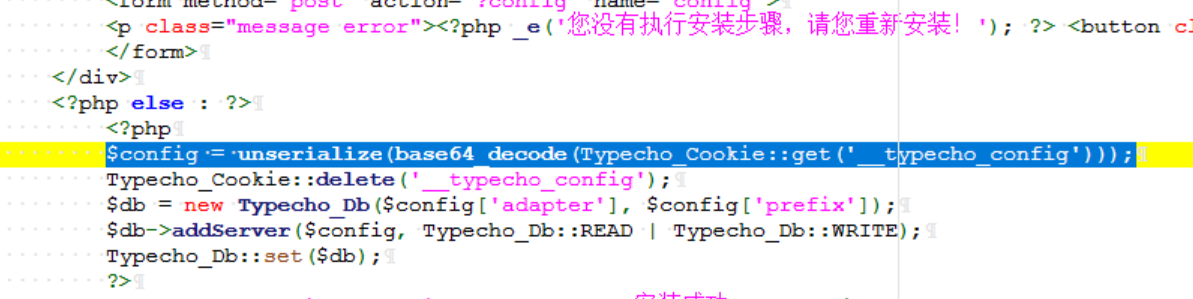 <form method="post" action="?config" name="config">
<p class="message error"><?php _e('您没有执行安装步骤，请您重新安装！'); ?> <button cl
</form>
</div>
<?php else : ?>
<?php
$config = unserialize(base64_decode(Typecho_Cookie::get('__typecho_config')));
Typecho_Cookie::delete('__typecho_config');
$db = new Typecho_Db($config['adapter'], $config['prefix']);
$db->addServer($config, Typecho_Db::READ | Typecho_Db::WRITE);
Typecho_Db::set($db);
?>